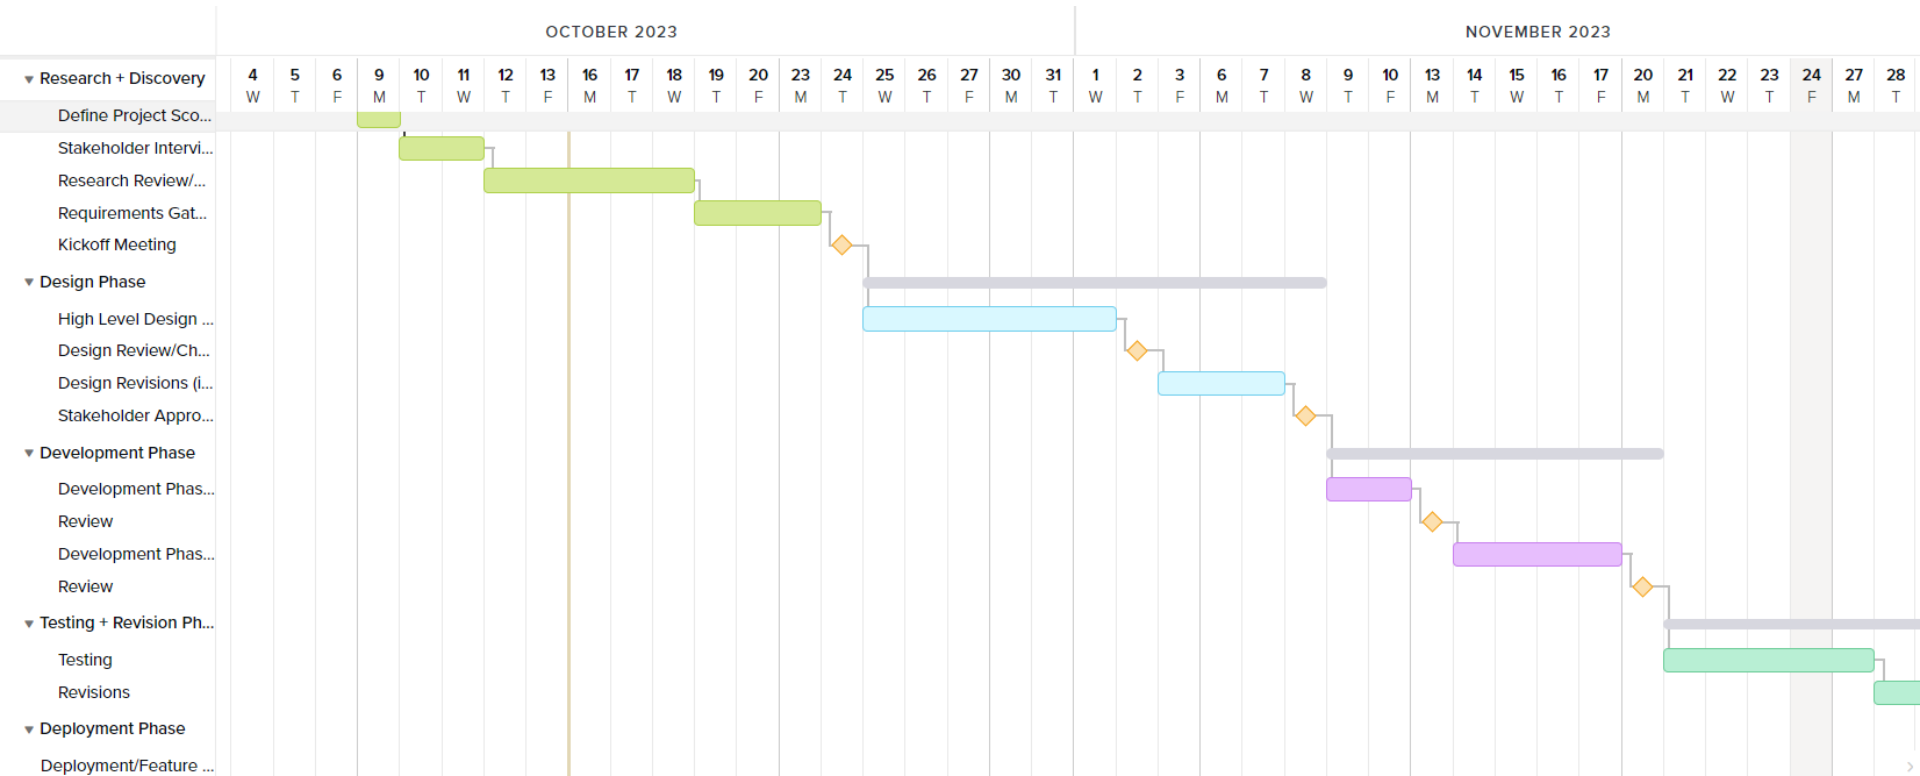 OCTOBER 2023 NOVEMBER 2023
Research + Discovery 4 5 6 9 10 11 12 13 16 17 18 19 20 23 24 25 26 27 30 31 1 2 3 6 7 8 9 10 13 14 15 16 17 20 21 22 23 24 27 28
W T F M T W T F M T W T F M T W T F M T W T F M T W T F M T W T F M T W T F M T
Define Project Sco...
Stakeholder Intervi...
Research Review/...
Requirements Gat...
Kickoff Meeting
Design Phase
High Level Design ...
Design Review/Ch...
Design Revisions (i...
Stakeholder Appro...
Development Phase
Development Phas...
Review
Development Phas...
Review
Testing + Revision Ph...
Testing
Revisions
Deployment Phase
Deployment/Feature ...